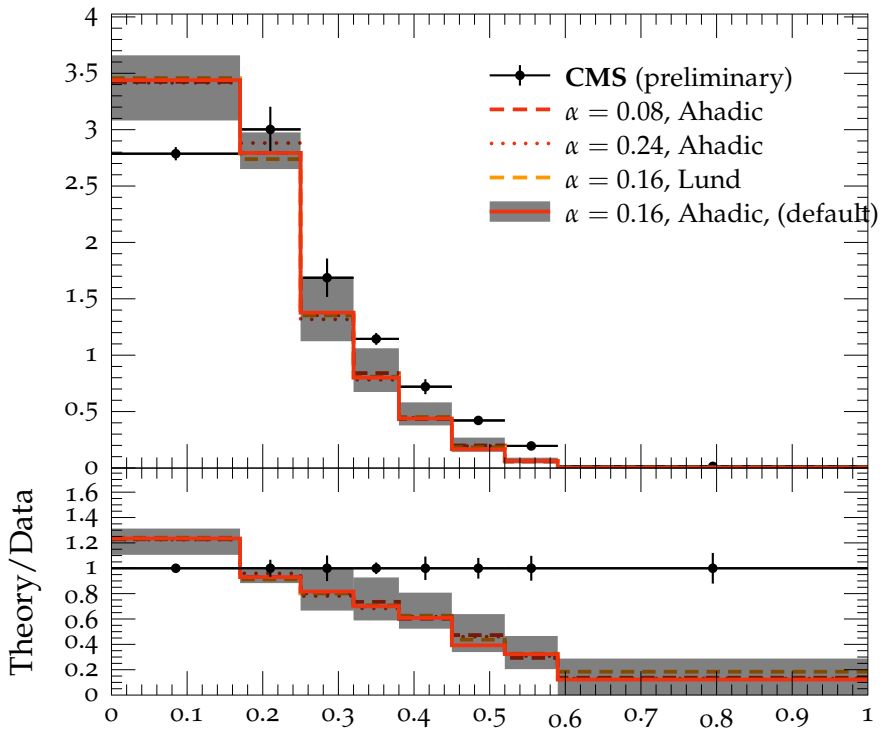 4
3.5
3
2.5
2
1.5
1
0.5
0
CMS (preliminary)
α = 0.08, Ahadic
α = 0.24, Ahadic
α = 0.16, Lund
α = 0.16, Ahadic, (default)
Theory/Data
1.6
1.4
1.2
1
0.8
0.6
0.4
0.2
0
0 0.1 0.2 0.3 0.4 0.5 0.6 0.7 0.8 0.9 1